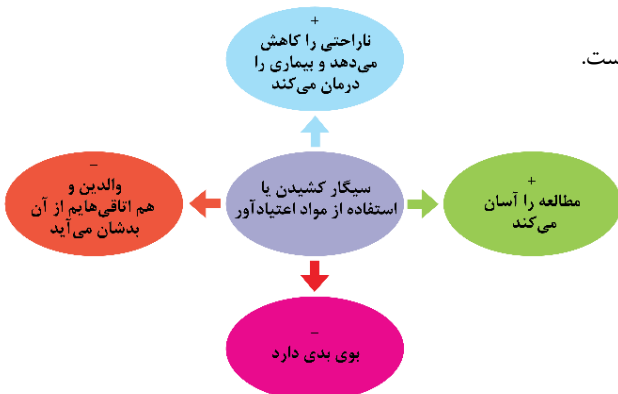 +
ناراحتی را کاهش
می‌دهد و بیماری را
درمان می‌کند
ست.
+
مطالعه را آسان
می‌کند
سیگار کشیدن یا
استفاده از مواد اعتیادآور
–
والدین و
هم اتاقی‌هایم از آن
بدشان می‌آید
–
بوی بدی دارد